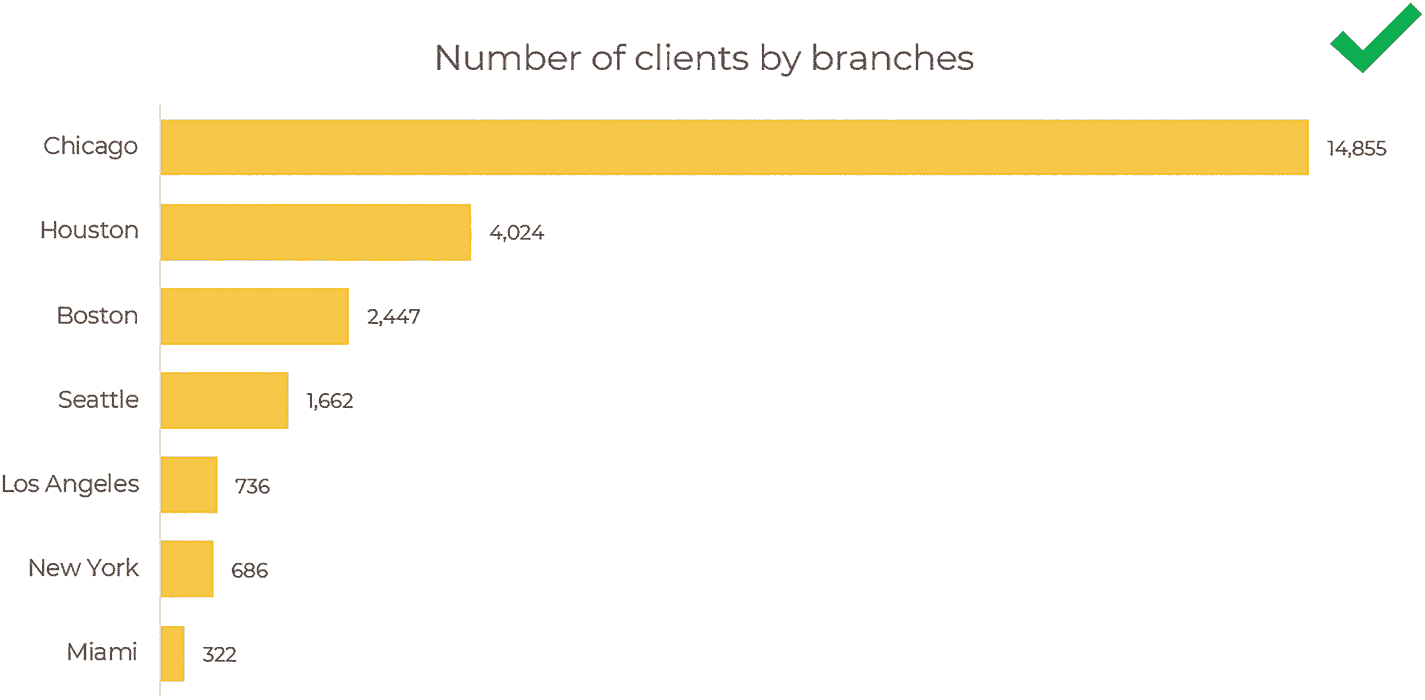 Number of clients by branches
Chicago 14,855
Houston 4,024
Boston 2,447
Seattle 1,662
Los Angeles 736
New York 686
Miami 322